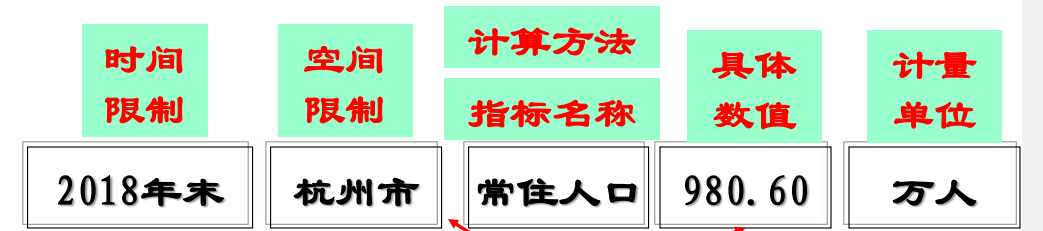 时间
限制
空间
限制
计算方法
指标名称
具体
数值
计量
单位
2018年末
杭州市
常住人口
980.60
万人